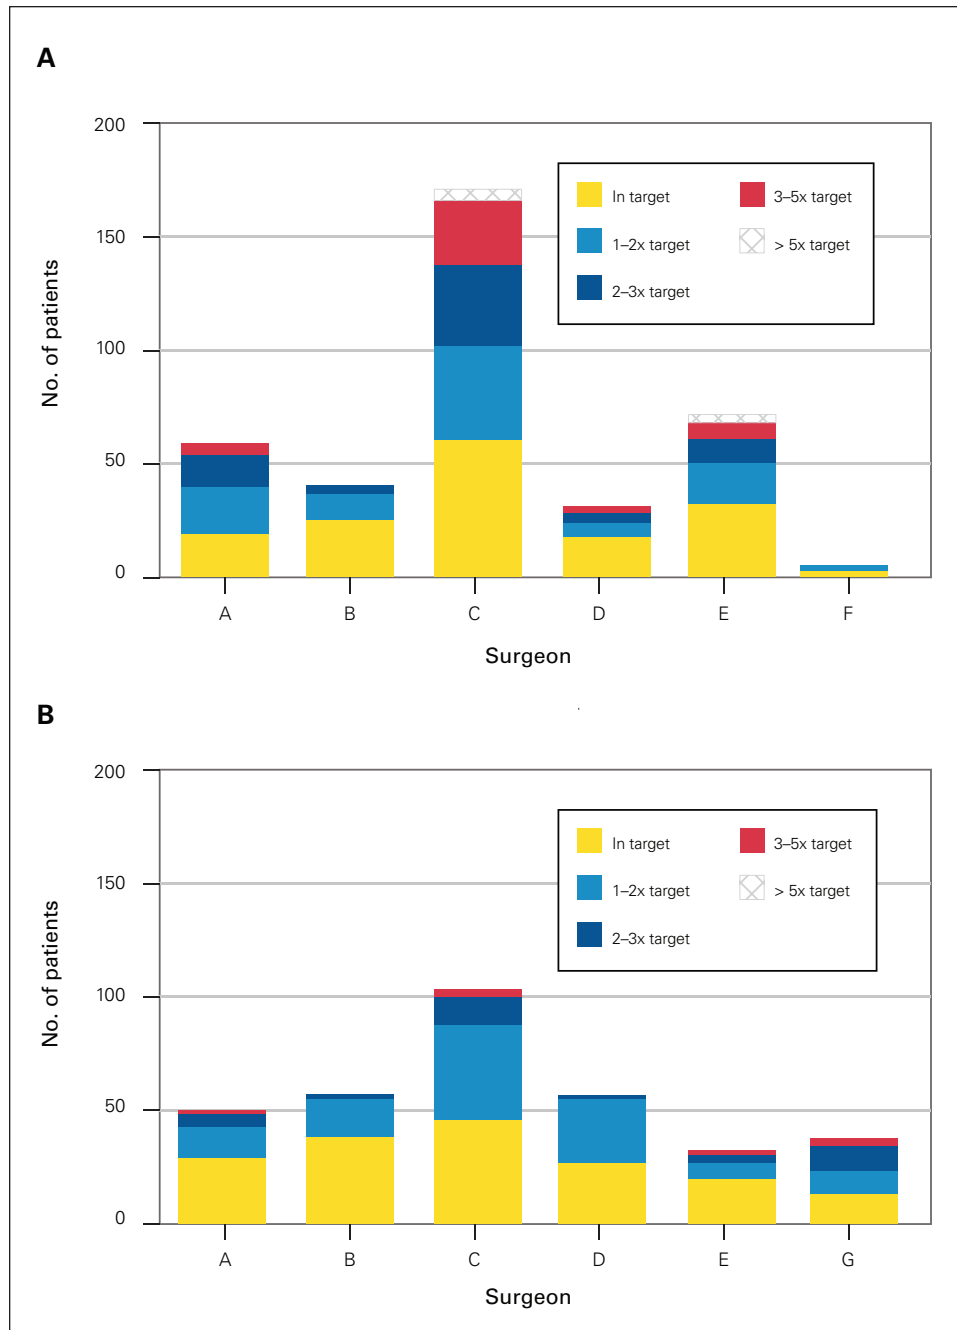 A
200
150
100
50
0
No. of patients
In target
3–5x target
1–2x target
> 5x target
2–3x target
A B C D E F
Surgeon
B
200
150
100
50
0
No. of patients
In target
3–5x target
1–2x target
> 5x target
2–3x target
A B C D E G
Surgeon